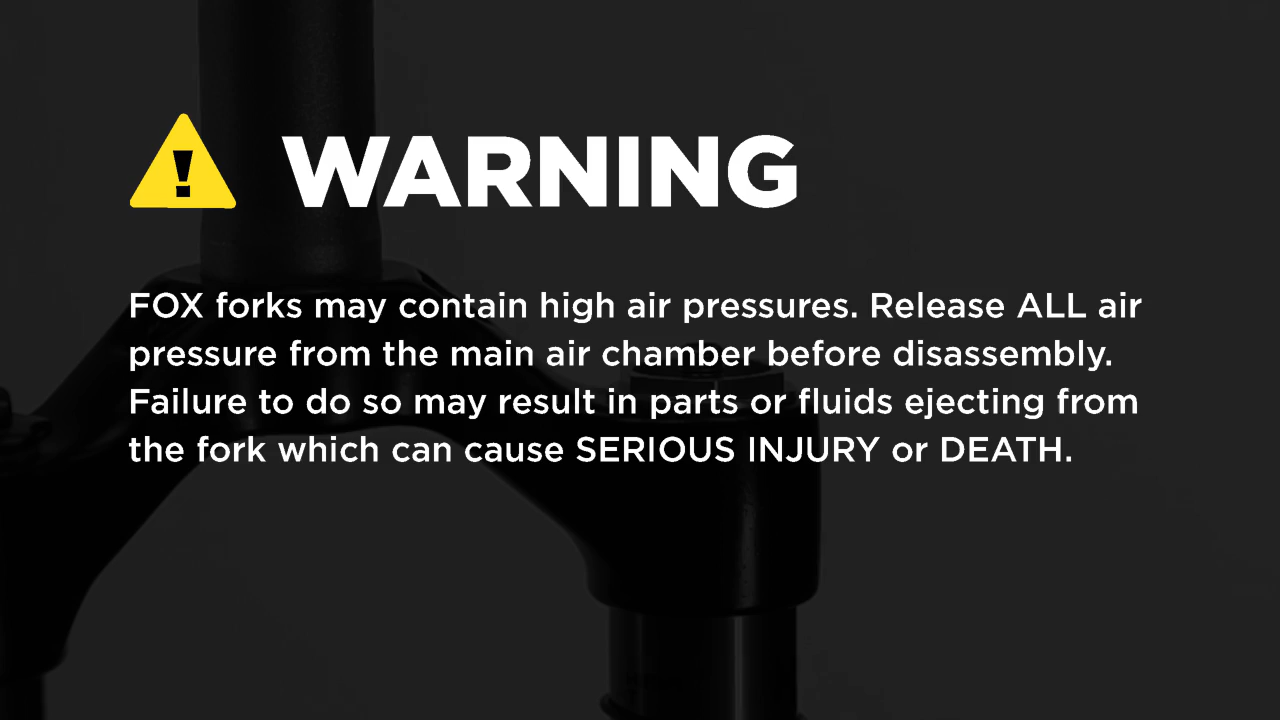 WARNING
FOX forks may contain high air pressures. Release ALL air
pressure from the main air chamber before disassembly.
Failure to do so may result in parts or fluids ejecting from
the fork which can cause SERIOUS INJURY or DEATH.